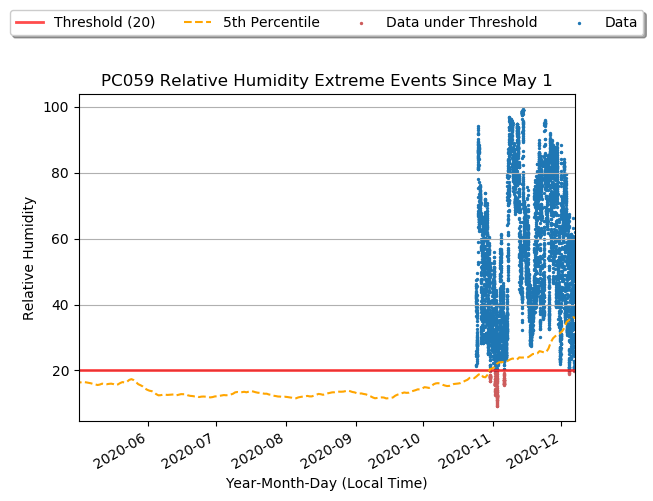 Threshold (20) 5th Percentile Data under Threshold Data
PC059 Relative Humidity Extreme Events Since May 1
100
80
60
40
20
Relative Humidity
2020-06 2020-07 2020-08 2020-09 2020-10 2020-11 2020-12
Year-Month-Day (Local Time)